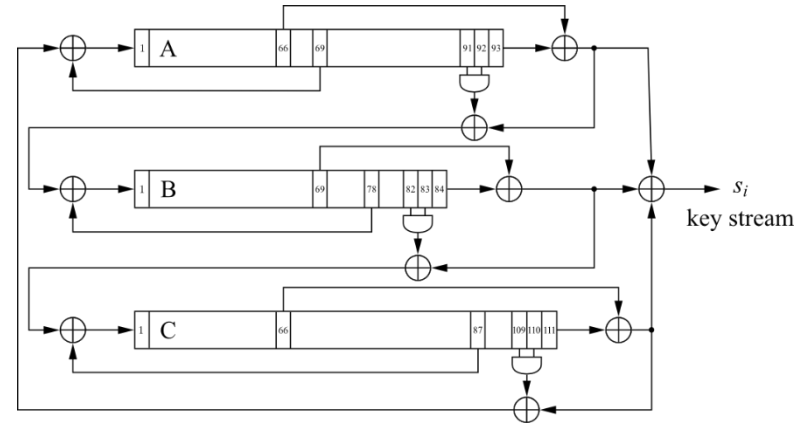 1 A 66 69 91 92 93
1 B 69 78 82 83 84
s_i
key stream
1 C 66 87 109 110 111